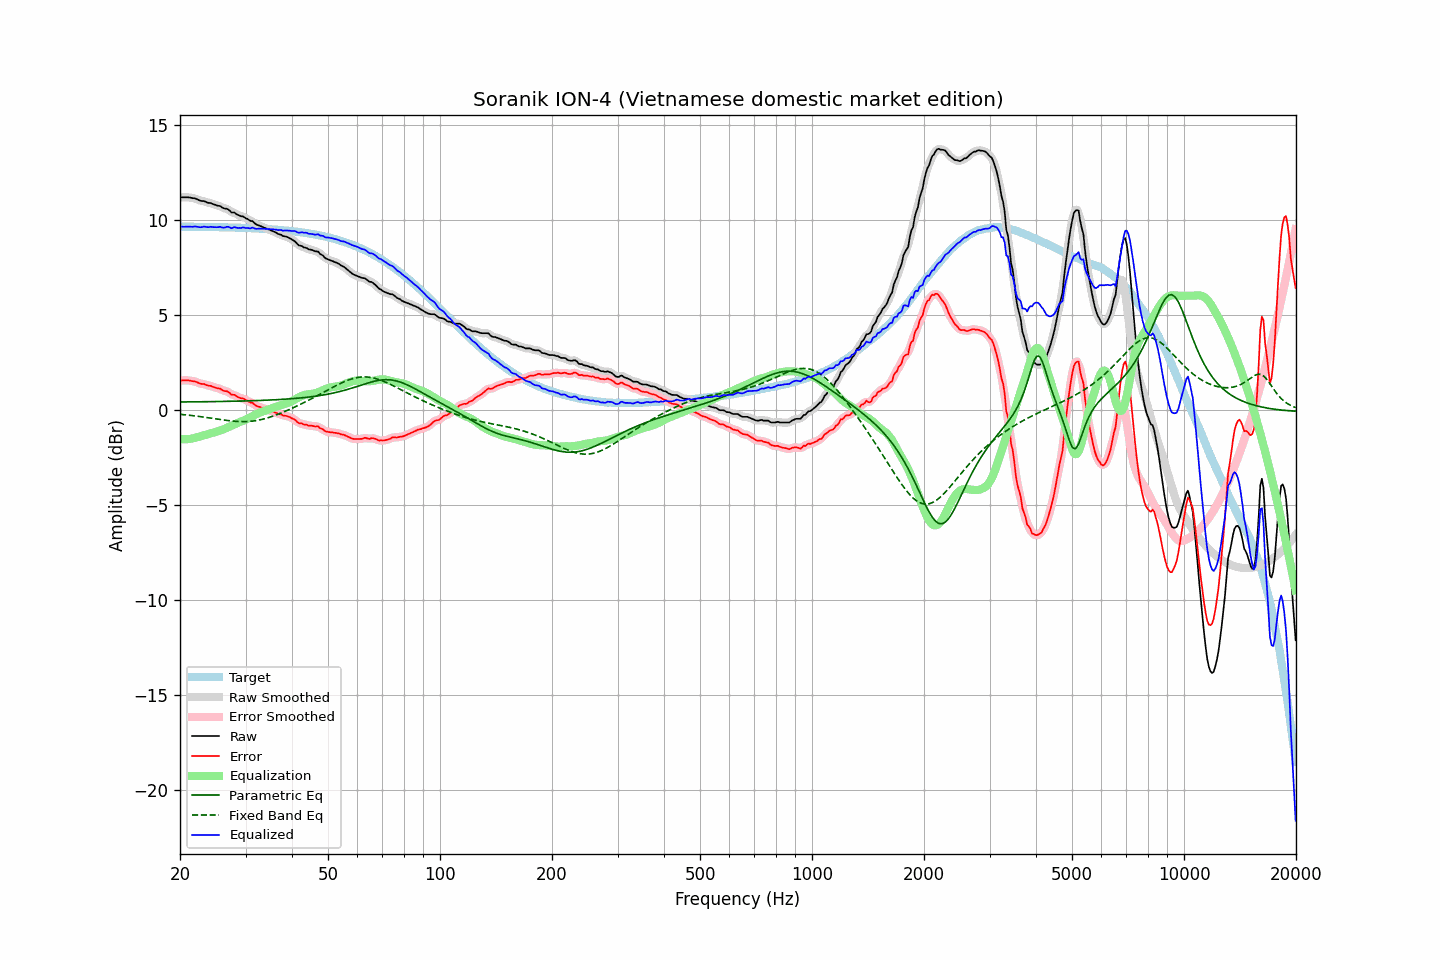 Soranik ION-4 (Vietnamese domestic market edition)
15
10
5
0
−5
−10
−15
−20
Amplitude (dBr)
Target
Raw Smoothed
Error Smoothed
Raw
Error
Equalization
Parametric Eq
Fixed Band Eq
Equalized
20 50 100 200 500 1000 2000 5000 10000 20000
Frequency (Hz)